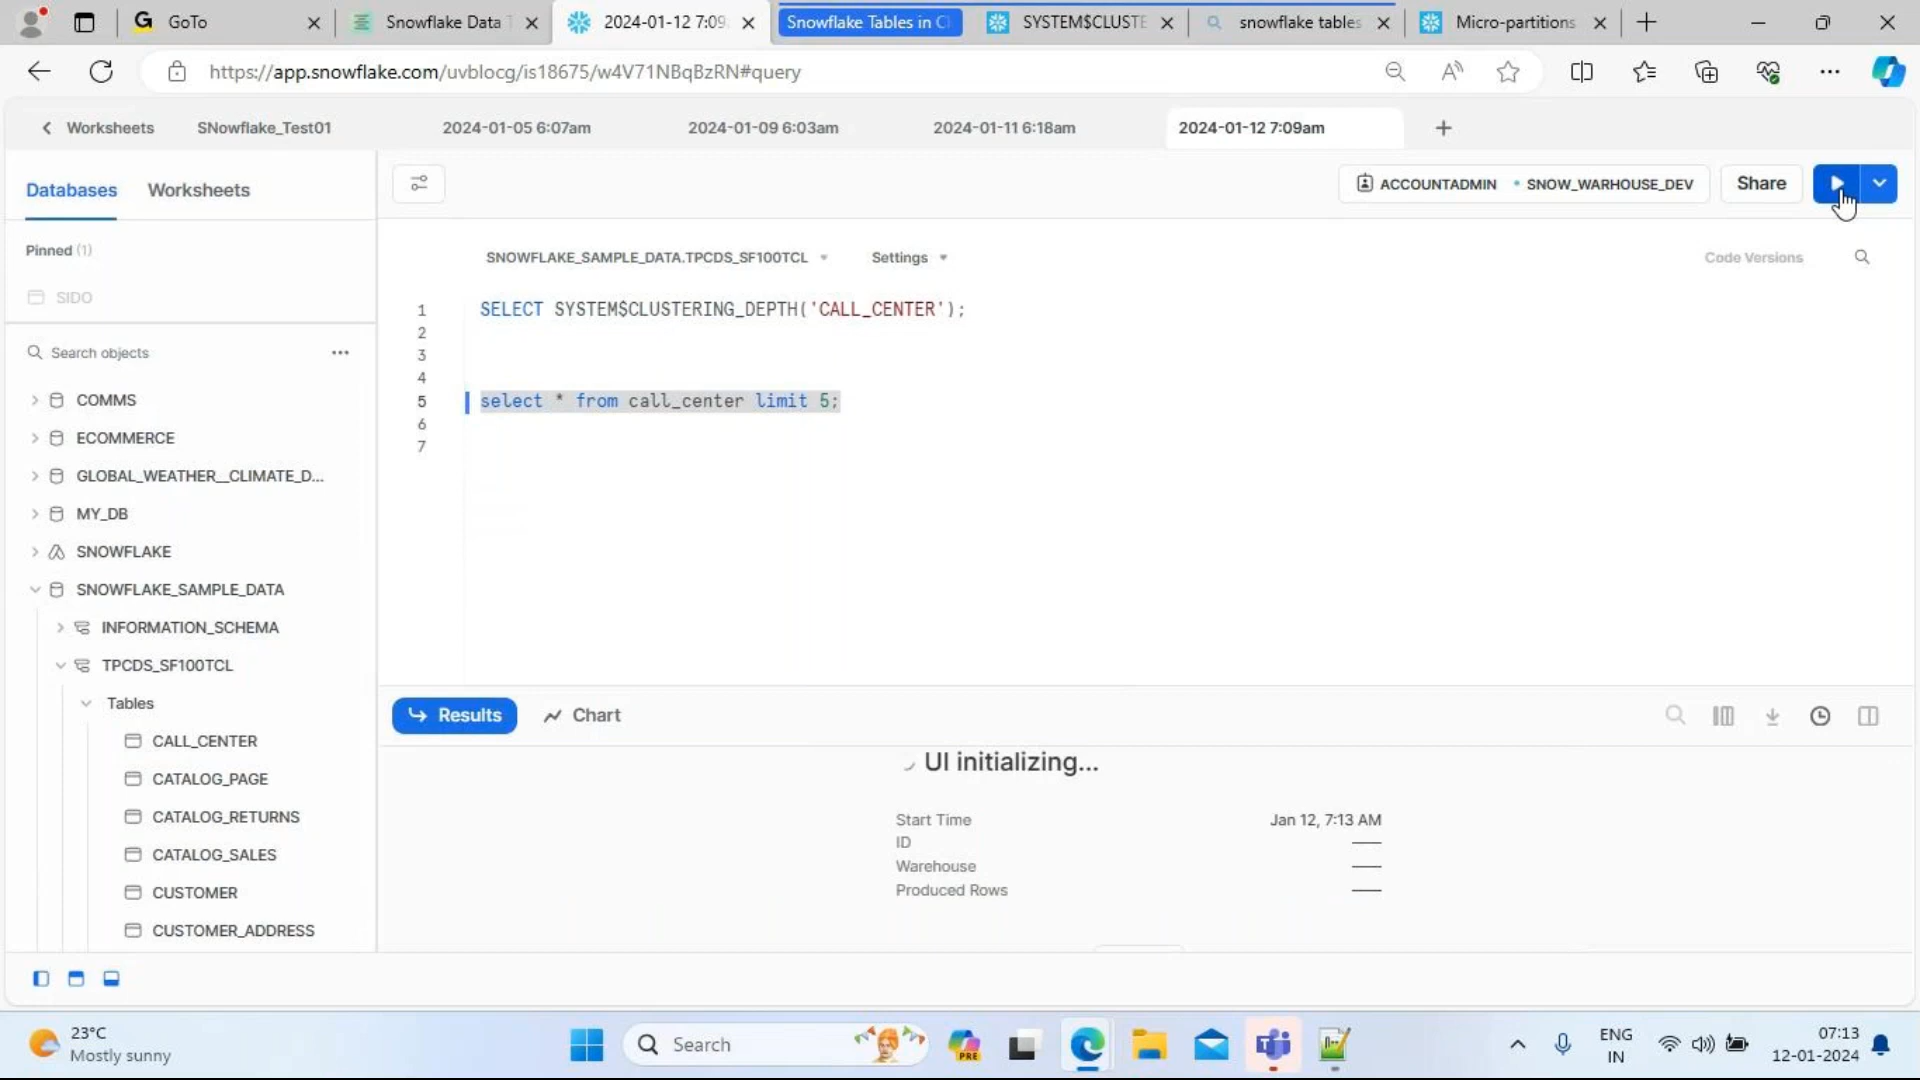 GoTo
Snowflake Data T
2024-01-12 7:09
Snowflake Tables in Cl
SYSTEM$CLUSTE
snowflake tables
Micro-partitions
https://app.snowflake.com/uvblocg/is18675/w4V71NBqBzRN#query
Worksheets
SNowflake_Test01
2024-01-05 6:07am
2024-01-09 6:03am
2024-01-11 6:18am
2024-01-12 7:09am
Databases
Worksheets
ACCOUNTADMIN
SNOW_WARHOUSE_DEV
Share
Pinned (1)
SIDO
SNOWFLAKE_SAMPLE_DATA.TPCDS_SF100TCL
Settings
Code Versions
Search objects
COMMS
ECOMMERCE
GLOBAL_WEATHER__CLIMATE_D...
MY_DB
SNOWFLAKE
SNOWFLAKE_SAMPLE_DATA
INFORMATION_SCHEMA
TPCDS_SF100TCL
Tables
CALL_CENTER
CATALOG_PAGE
CATALOG_RETURNS
CATALOG_SALES
CUSTOMER
CUSTOMER_ADDRESS
1 SELECT SYSTEM$CLUSTERING_DEPTH('CALL_CENTER');
2
3
4
5 select * from call_center limit 5;
6
7
Results
Chart
UI initializing...
Start Time Jan 12, 7:13 AM
ID
Warehouse
Produced Rows
23°C
Mostly sunny
Search
PRE
ENG
IN
07:13
12-01-2024